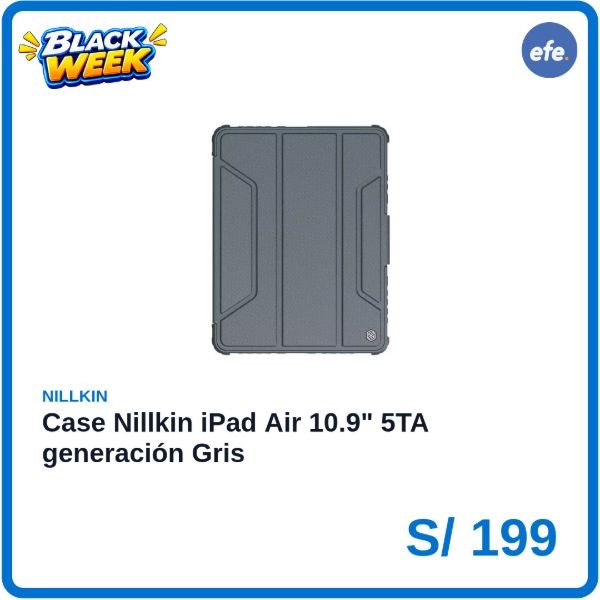 BLACK
WEEK
efe.
NILLKIN
Case Nillkin iPad Air 10.9" 5TA
generación Gris
S/ 199